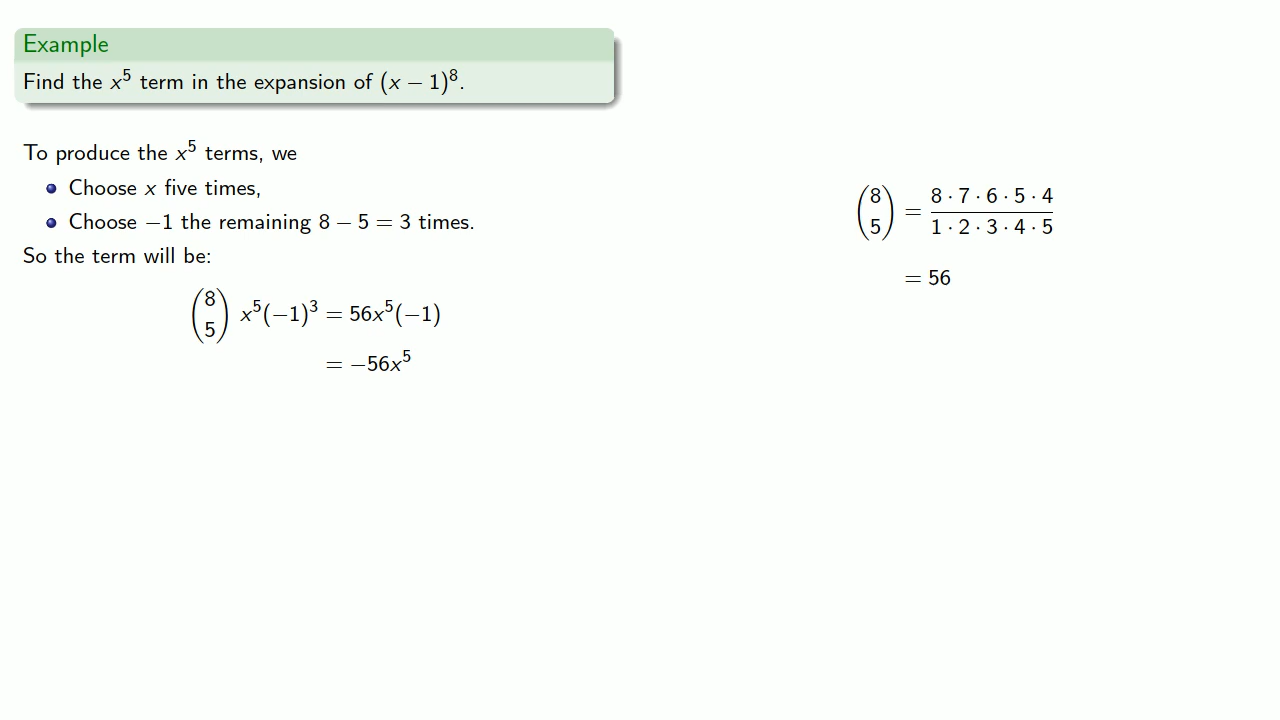 Example
Find the x⁵ term in the expansion of (x − 1)⁸.
To produce the x⁵ terms, we
Choose x five times,
Choose −1 the remaining 8 − 5 = 3 times.
So the term will be:
(8 5) x⁵(−1)³ = 56x⁵(−1)
= −56x⁵
(8 5) = 8 · 7 · 6 · 5 · 4 / 1 · 2 · 3 · 4 · 5
= 56